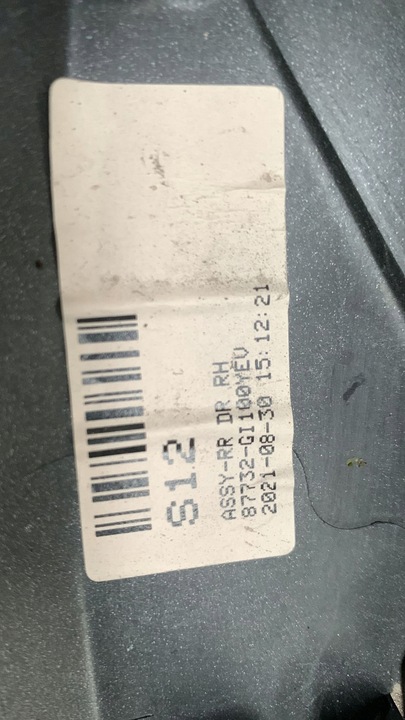 S12
ASSY-RR DR RH
87732-GI100YEV
2021-08-30 15:12:21